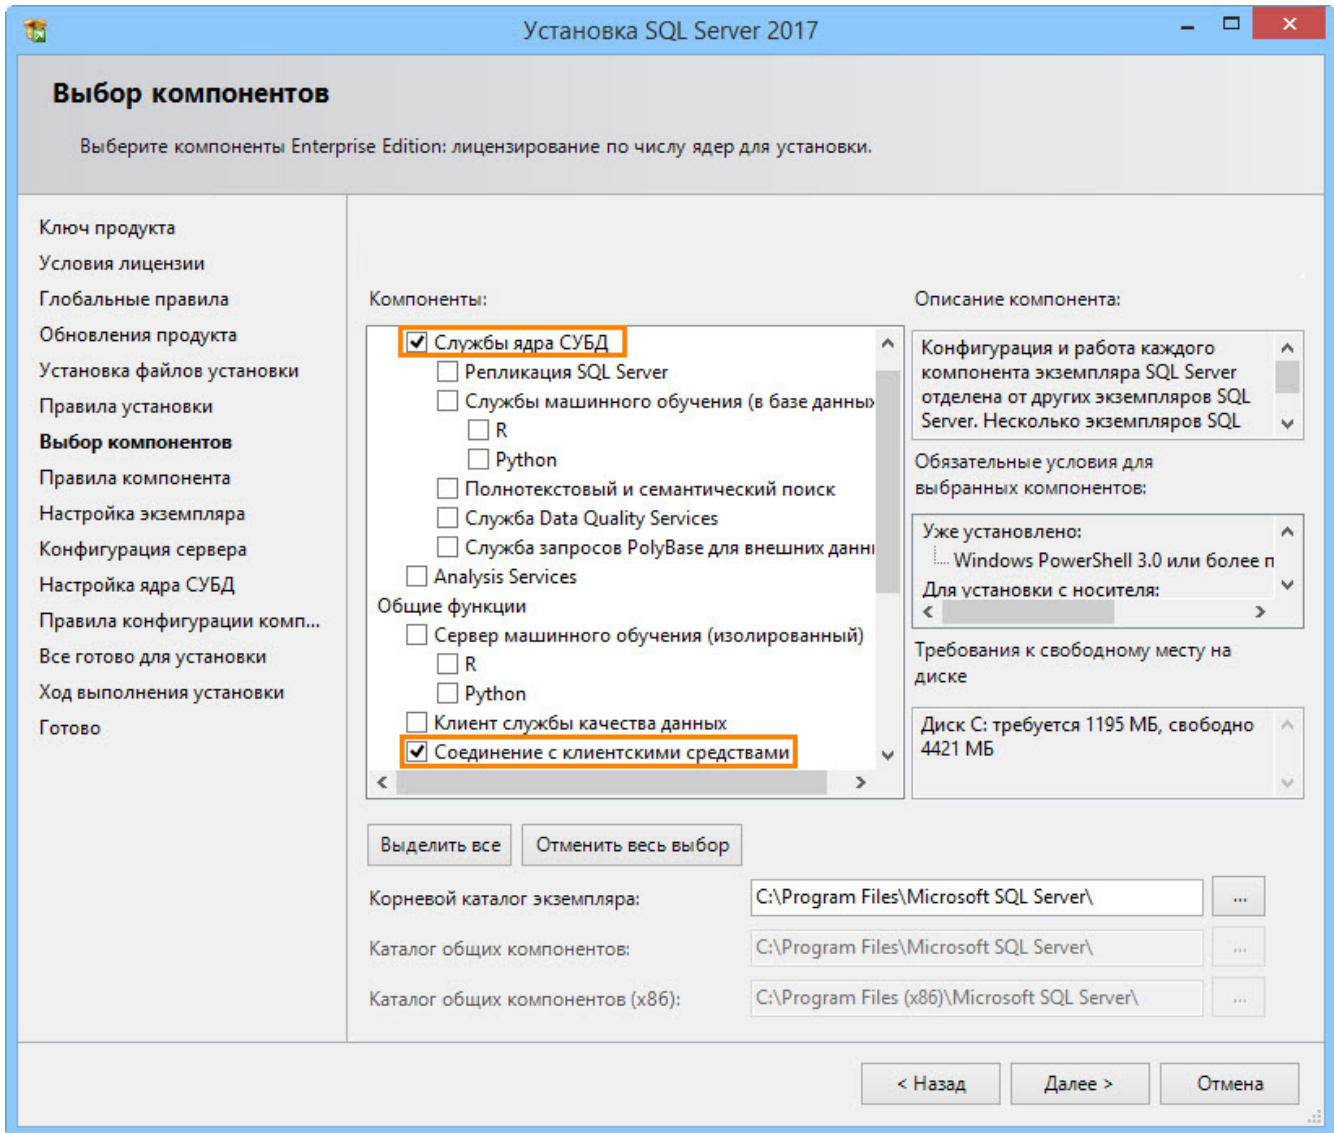 Установка SQL Server 2017
Выбор компонентов
Выберите компоненты Enterprise Edition: лицензирование по числу ядер для установки.
Ключ продукта
Условия лицензии
Глобальные правила
Обновления продукта
Установка файлов установки
Правила установки
Выбор компонентов
Правила компонента
Настройка экземпляра
Конфигурация сервера
Настройка ядра СУБД
Правила конфигурации комп...
Все готово для установки
Ход выполнения установки
Готово
Компоненты:
Службы ядра СУБД
Репликация SQL Server
Службы машинного обучения (в базе данных
R
Python
Полнотекстовый и семантический поиск
Служба Data Quality Services
Служба запросов PolyBase для внешних данн
Analysis Services
Общие функции
Сервер машинного обучения (изолированный)
R
Python
Клиент службы качества данных
Соединение с клиентскими средствами
Описание компонента:
Конфигурация и работа каждого
компонента экземпляра SQL Server
отделена от других экземпляров SQL
Server. Несколько экземпляров SQL
Обязательные условия для
выбранных компонентов:
Уже установлено:
Windows PowerShell 3.0 или более п
Для установки с носителя:
Требования к свободному месту на
диске
Диск C: требуется 1195 МБ, свободно
4421 МБ
Выделить все
Отменить весь выбор
Корневой каталог экземпляра:
C:\Program Files\Microsoft SQL Server\
...
Каталог общих компонентов:
C:\Program Files\Microsoft SQL Server\
...
Каталог общих компонентов (x86):
C:\Program Files (x86)\Microsoft SQL Server\
...
< Назад
Далее >
Отмена